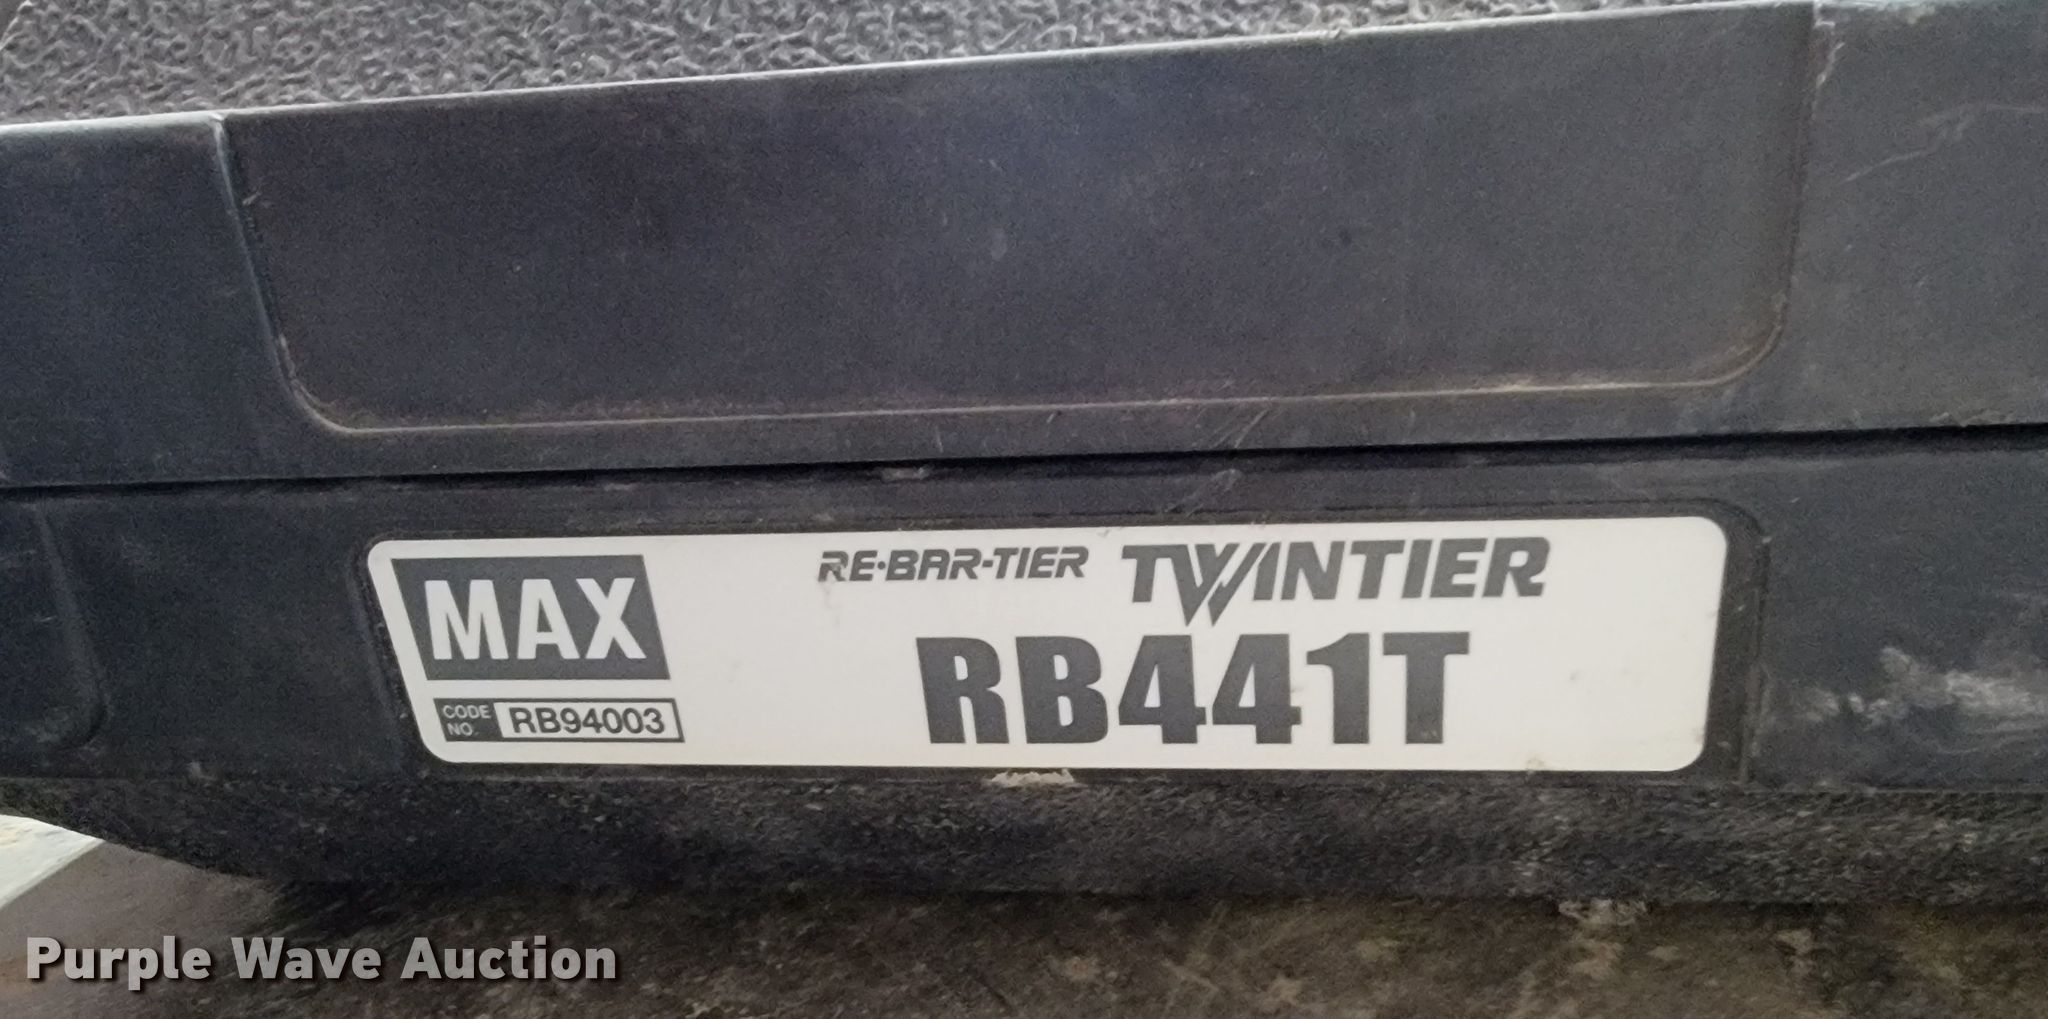 MAX
CODE NO. RB94003
RE·BAR-TIER TWINTIER
RB441T
Purple Wave Auction